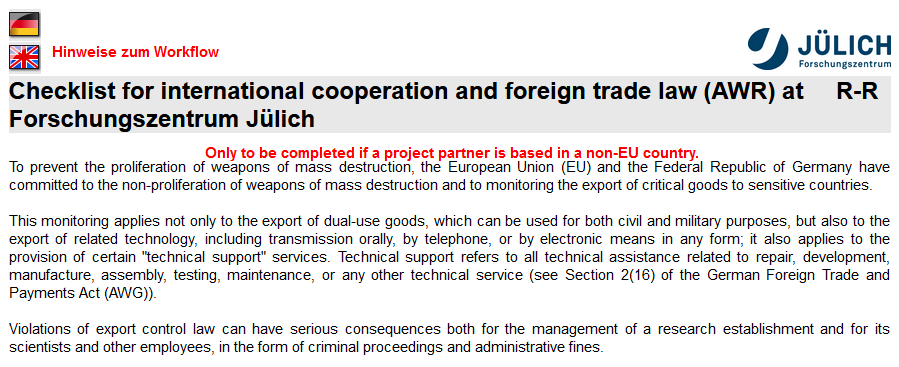 Hinweise zum Workflow
JÜLICH
Forschungszentrum
Checklist for international cooperation and foreign trade law (AWR) at R-R
Forschungszentrum Jülich
Only to be completed if a project partner is based in a non-EU country.
To prevent the proliferation of weapons of mass destruction, the European Union (EU) and the Federal Republic of Germany have
committed to the non-proliferation of weapons of mass destruction and to monitoring the export of critical goods to sensitive countries.
This monitoring applies not only to the export of dual-use goods, which can be used for both civil and military purposes, but also to the
export of related technology, including transmission orally, by telephone, or by electronic means in any form; it also applies to the
provision of certain "technical support" services. Technical support refers to all technical assistance related to repair, development,
manufacture, assembly, testing, maintenance, or any other technical service (see Section 2(16) of the German Foreign Trade and
Payments Act (AWG)).
Violations of export control law can have serious consequences both for the management of a research establishment and for its
scientists and other employees, in the form of criminal proceedings and administrative fines.